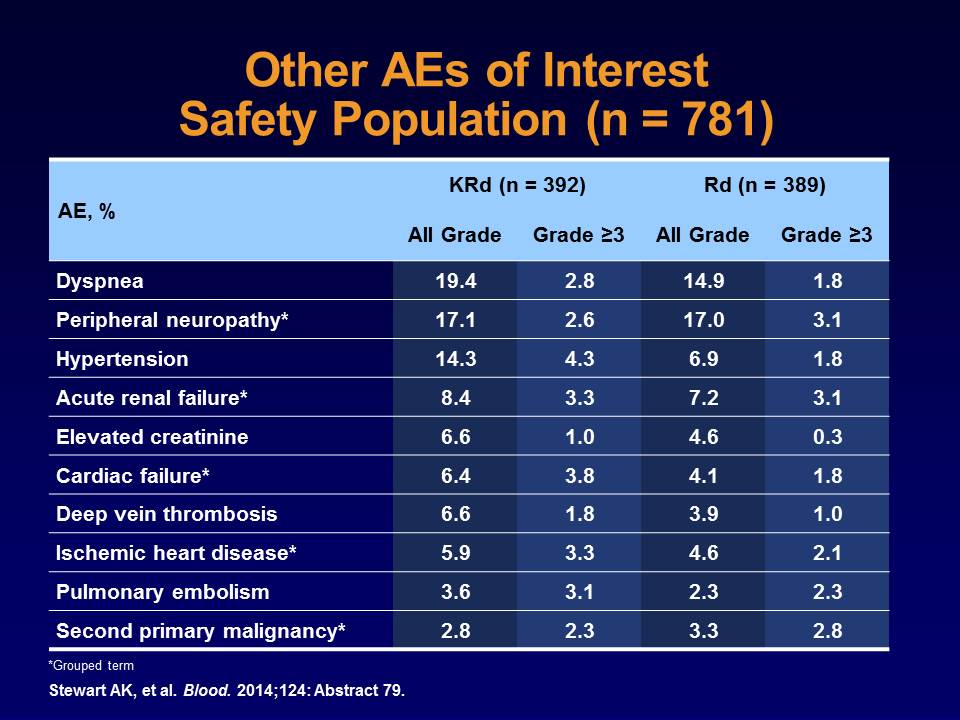 Other AEs of Interest
Safety Population (n = 781)
AE, %
KRd (n = 392) Rd (n = 389)
All Grade Grade ≥3 All Grade Grade ≥3
Dyspnea 19.4 2.8 14.9 1.8
Peripheral neuropathy* 17.1 2.6 17.0 3.1
Hypertension 14.3 4.3 6.9 1.8
Acute renal failure* 8.4 3.3 7.2 3.1
Elevated creatinine 6.6 1.0 4.6 0.3
Cardiac failure* 6.4 3.8 4.1 1.8
Deep vein thrombosis 6.6 1.8 3.9 1.0
Ischemic heart disease* 5.9 3.3 4.6 2.1
Pulmonary embolism 3.6 3.1 2.3 2.3
Second primary malignancy* 2.8 2.3 3.3 2.8
*Grouped term
Stewart AK, et al. Blood. 2014;124: Abstract 79.